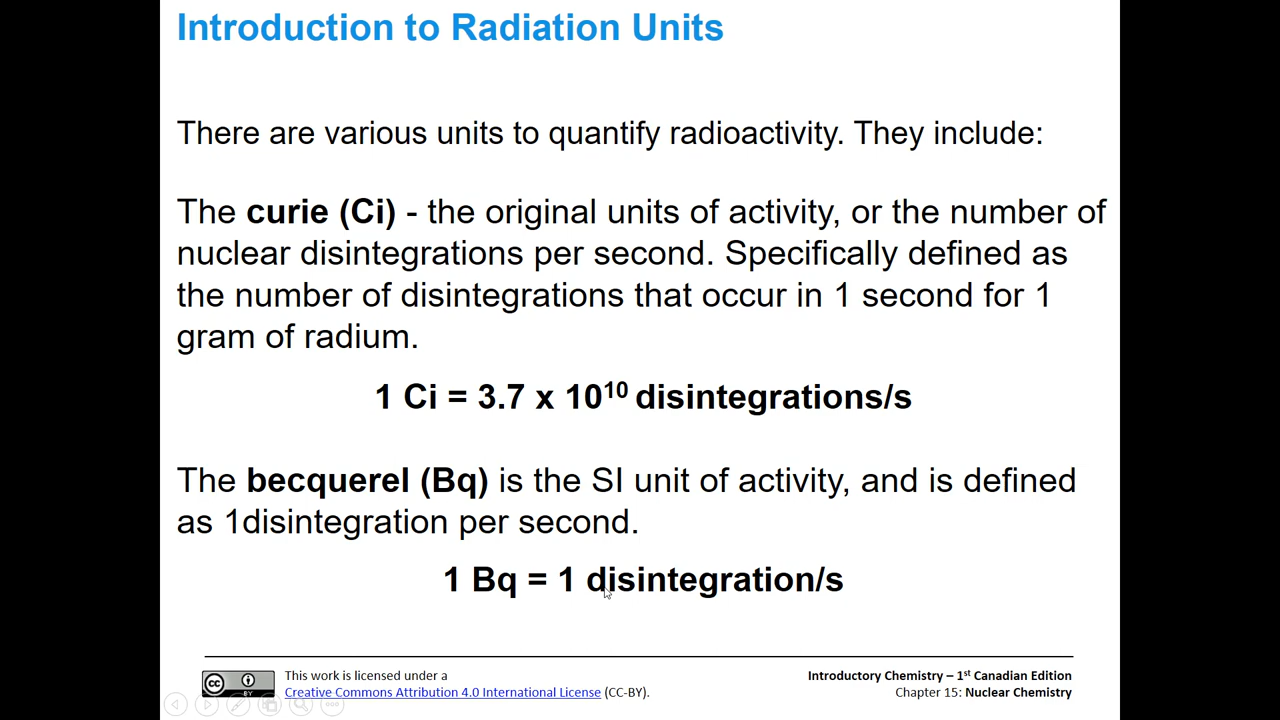 Introduction to Radiation Units
There are various units to quantify radioactivity. They include:
The curie (Ci) - the original units of activity, or the number of
nuclear disintegrations per second. Specifically defined as
the number of disintegrations that occur in 1 second for 1
gram of radium.
1 Ci = 3.7 x 10¹⁰ disintegrations/s
The becquerel (Bq) is the SI unit of activity, and is defined
as 1disintegration per second.
1 Bq = 1 disintegration/s
cc BY
This work is licensed under a
Creative Commons Attribution 4.0 International License (CC-BY).
Introductory Chemistry – 1st Canadian Edition
Chapter 15: Nuclear Chemistry